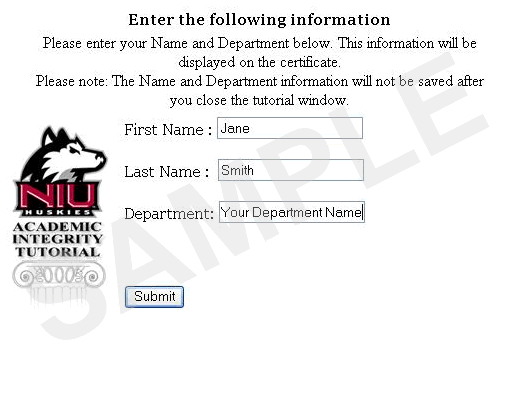 Enter the following information
Please enter your Name and Department below. This information will be
displayed on the certificate.
Please note: The Name and Department information will not be saved after
you close the tutorial window.
First Name : Jane
Last Name : Smith
Department: Your Department Name
NIU
HUSKIES
ACADEMIC
INTEGRITY
TUTORIAL
Submit
SAMPLE